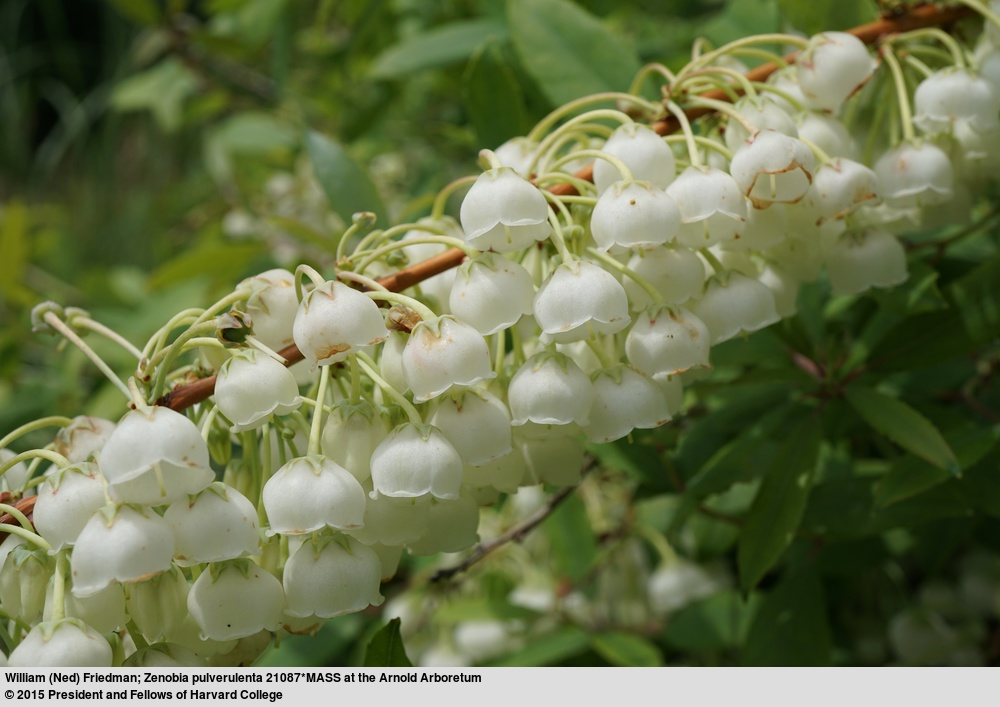 William (Ned) Friedman; Zenobia pulverulenta 21087*MASS at the Arnold Arboretum
© 2015 President and Fellows of Harvard College